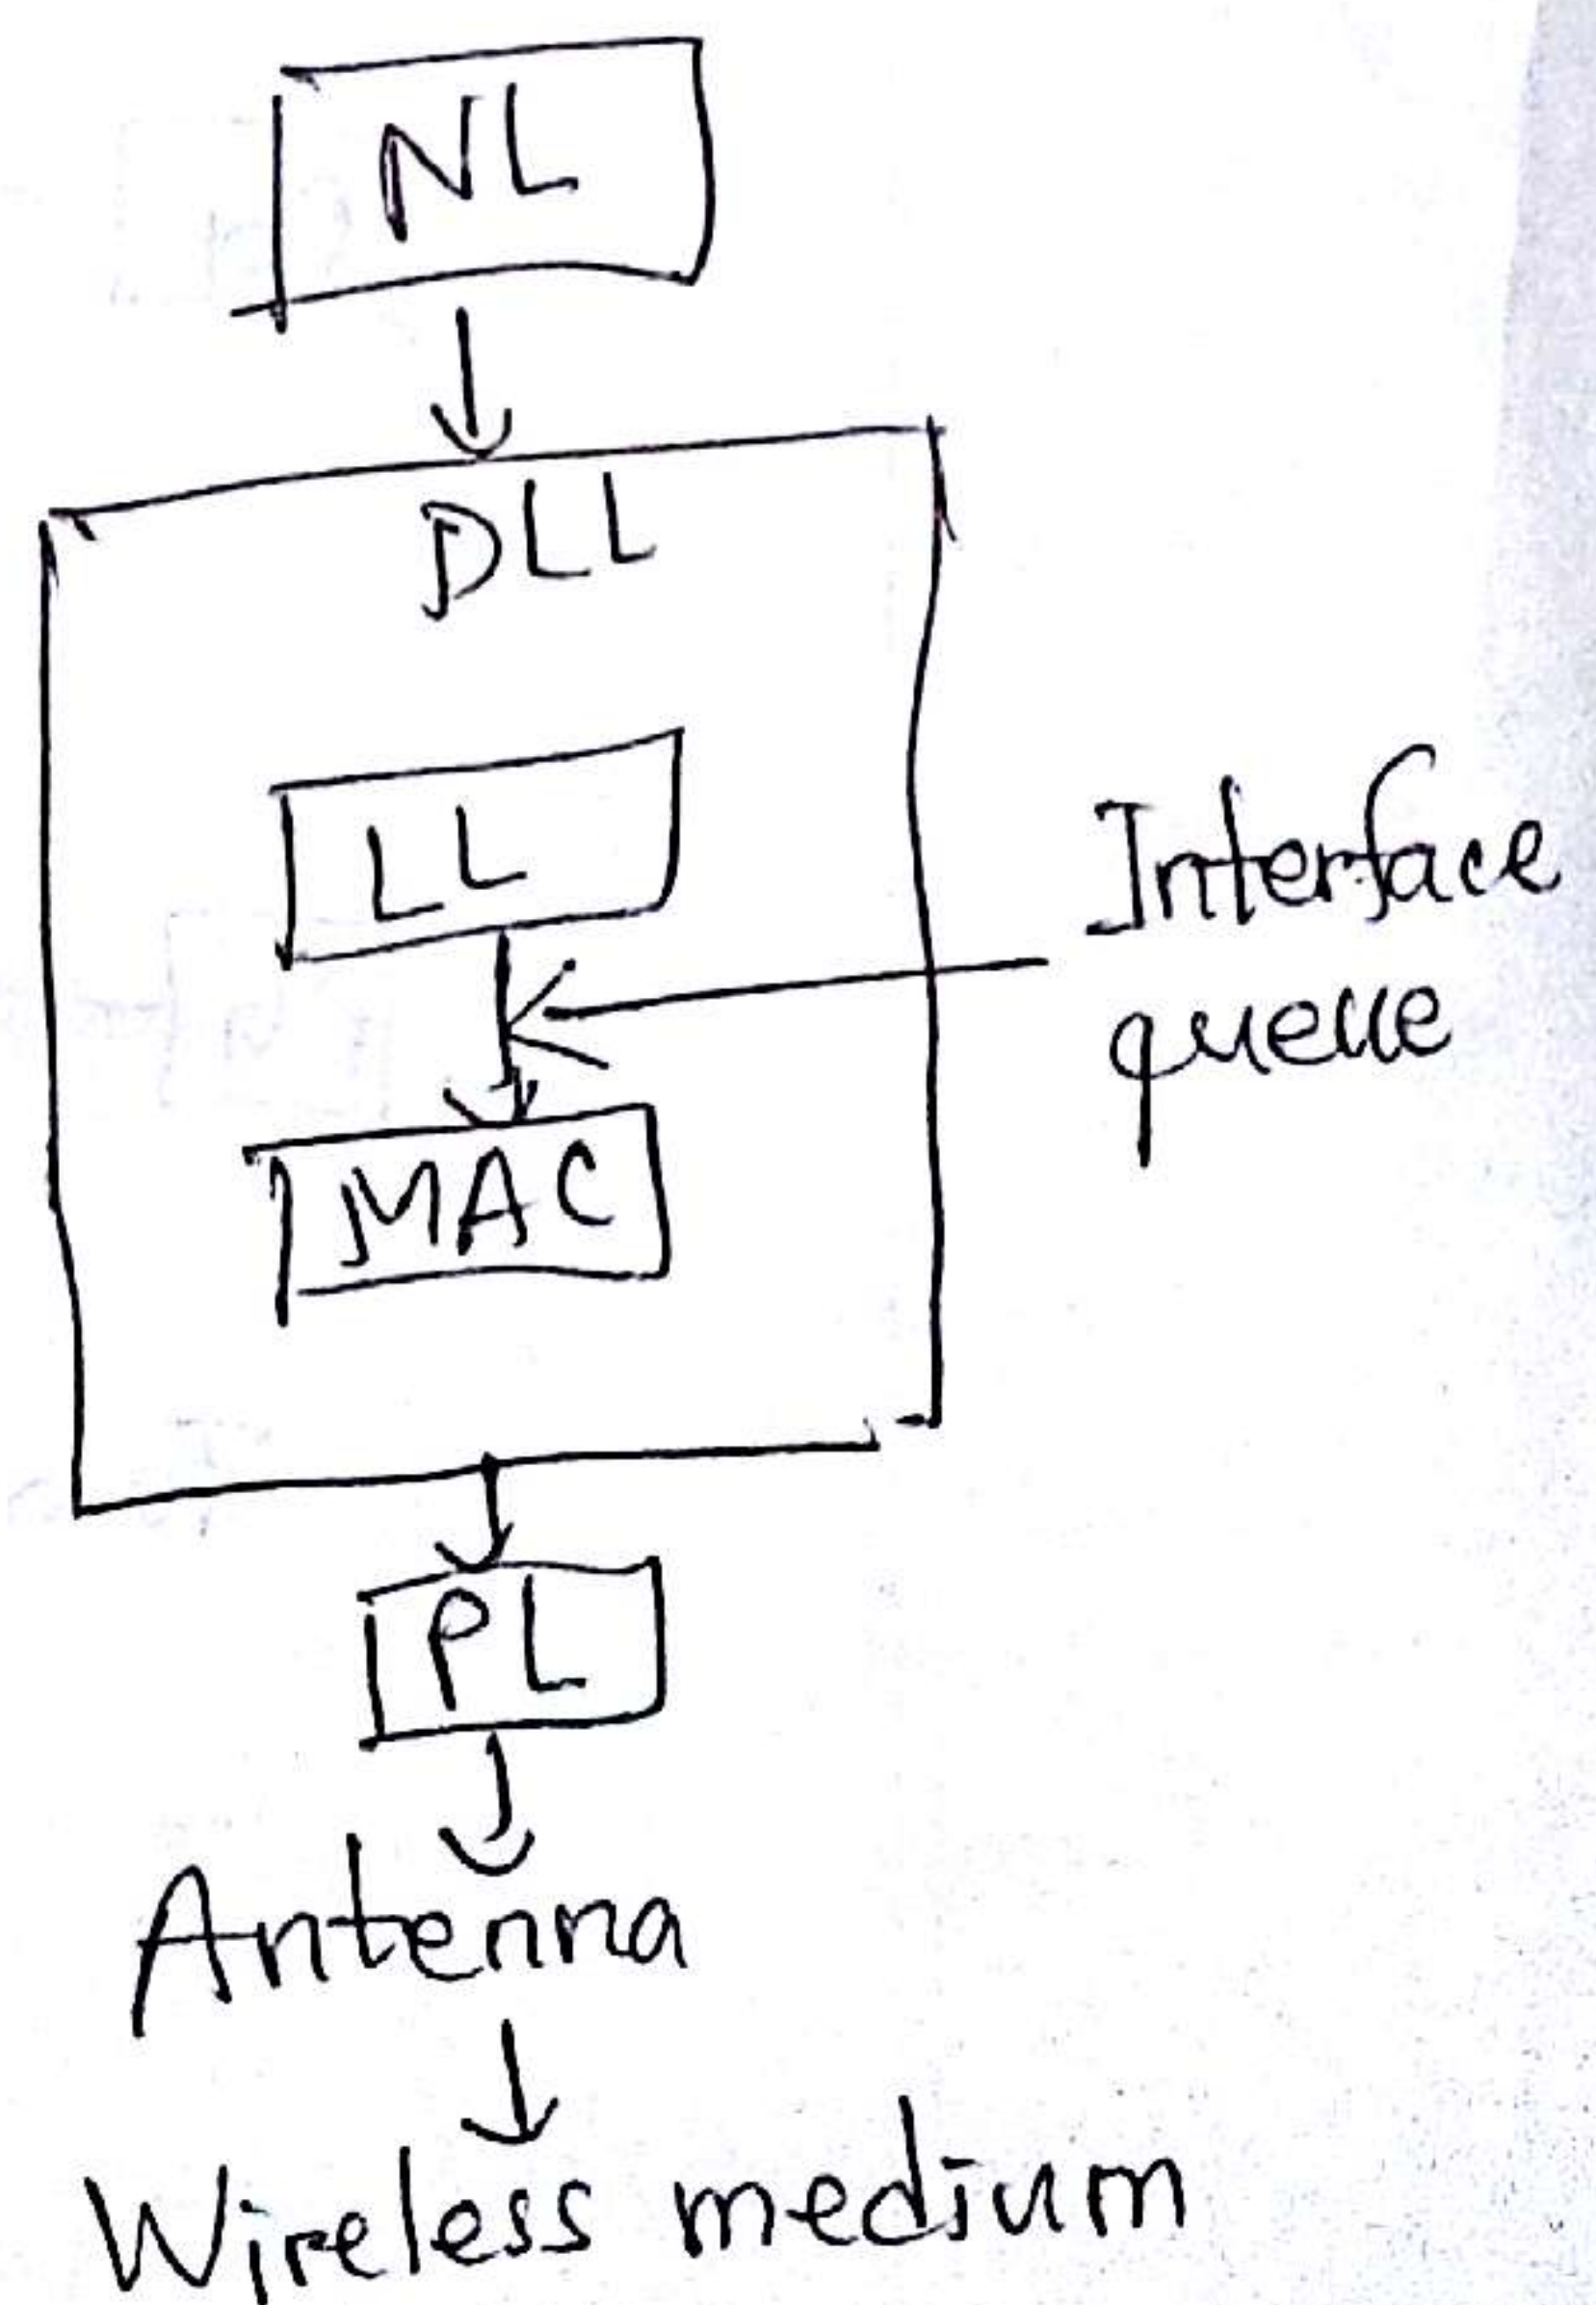 NL
DLL
LL
Interface
queue
MAC
PL
Antenna
Wireless medium